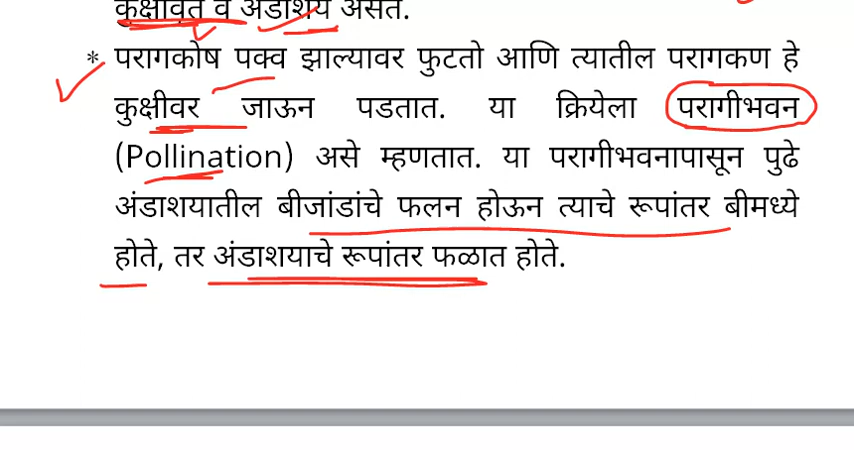 कुक्षीवृंत व अंडाशय असते.
* परागकोष पक्व झाल्यावर फुटतो आणि त्यातील परागकण हे
कुक्षीवर जाऊन पडतात. या क्रियेला परागीभवन
(Pollination) असे म्हणतात. या परागीभवनापासून पुढे
अंडाशयातील बीजांडांचे फलन होऊन त्याचे रूपांतर बीमध्ये
होते, तर अंडाशयाचे रूपांतर फळात होते.